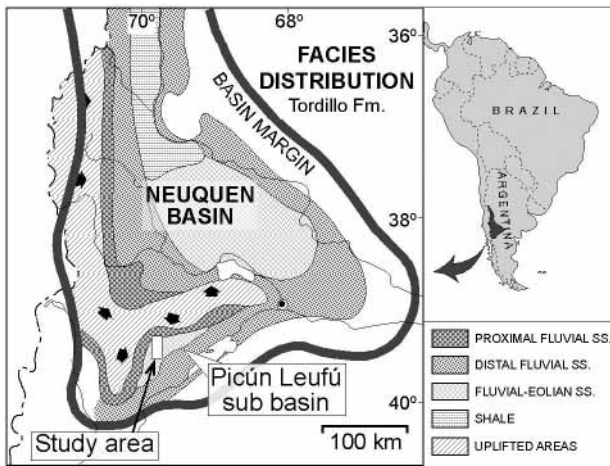 70°
68°
36°
FACIES
DISTRIBUTION
Tordillo Fm.
BASIN MARGIN
NEUQUEN
BASIN
38°
Picún Leufú
sub basin
Study area
40°
100 km
BRAZIL
ARGENTINA
PROXIMAL FLUVIAL SS.
DISTAL FLUVIAL SS.
FLUVIAL-EOLIAN SS.
SHALE
UPLIFTED AREAS